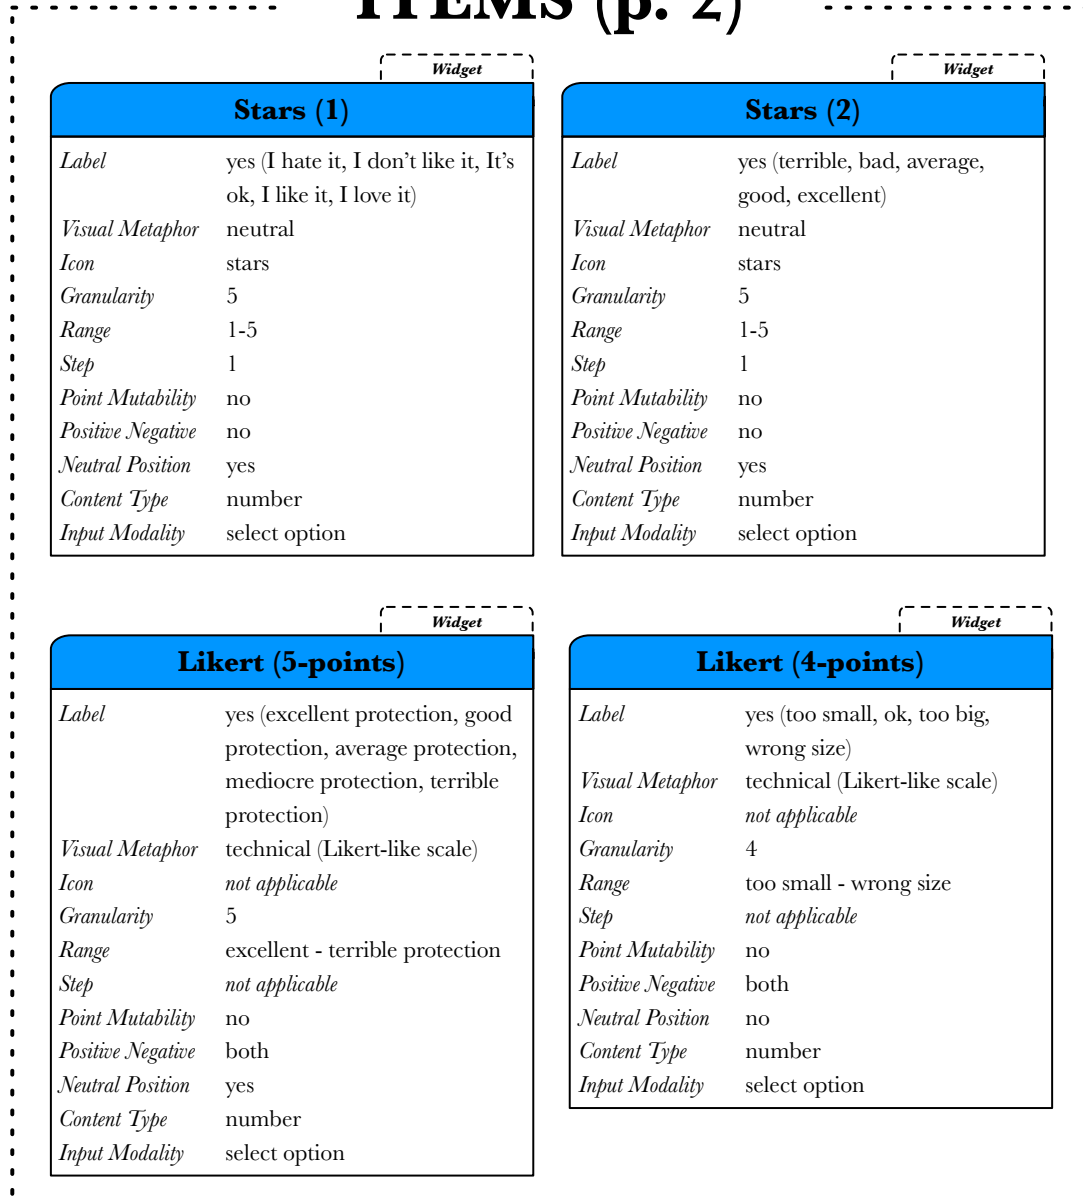 ITEMS (p. 2)
Widget
Stars (1)
Label yes (I hate it, I don't like it, It's
ok, I like it, I love it)
Visual Metaphor neutral
Icon stars
Granularity 5
Range 1-5
Step 1
Point Mutability no
Positive Negative no
Neutral Position yes
Content Type number
Input Modality select option
Widget
Stars (2)
Label yes (terrible, bad, average,
good, excellent)
Visual Metaphor neutral
Icon stars
Granularity 5
Range 1-5
Step 1
Point Mutability no
Positive Negative no
Neutral Position yes
Content Type number
Input Modality select option
Widget
Likert (5-points)
Label yes (excellent protection, good
protection, average protection,
mediocre protection, terrible
protection)
Visual Metaphor technical (Likert-like scale)
Icon not applicable
Granularity 5
Range excellent - terrible protection
Step not applicable
Point Mutability no
Positive Negative both
Neutral Position yes
Content Type number
Input Modality select option
Widget
Likert (4-points)
Label yes (too small, ok, too big,
wrong size)
Visual Metaphor technical (Likert-like scale)
Icon not applicable
Granularity 4
Range too small - wrong size
Step not applicable
Point Mutability no
Positive Negative both
Neutral Position no
Content Type number
Input Modality select option